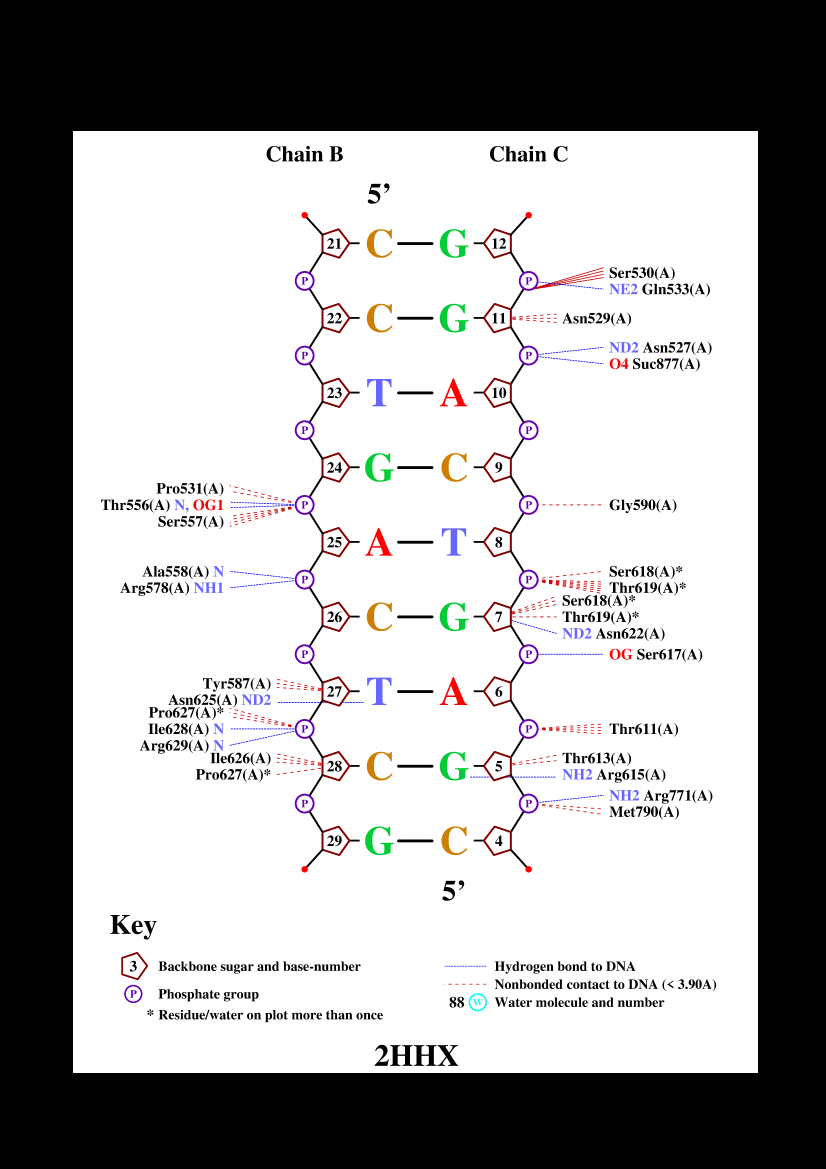 Chain B Chain C
5’
21 C G 12
P P Ser530(A)
NE2 Gln533(A)
22 C G 11 Asn529(A)
P P ND2 Asn527(A)
O4 Suc877(A)
23 T A 10
P P
24 G C 9
Pro531(A)
Thr556(A) N, OG1 P P Gly590(A)
Ser557(A)
25 A T 8
Ala558(A) N P P Ser618(A)*
Arg578(A) NH1 Thr619(A)*
Ser618(A)*
26 C G 7 Thr619(A)*
ND2 Asn622(A)
P P OG Ser617(A)
Tyr587(A) 27 T A 6
Asn625(A) ND2
Pro627(A)*
Ile628(A) N P P Thr611(A)
Arg629(A) N
Ile626(A) 28 C G 5 Thr613(A)
Pro627(A)* NH2 Arg615(A)
P P NH2 Arg771(A)
Met790(A)
29 G C 4
5’
Key
3 Backbone sugar and base-number
P Phosphate group
* Residue/water on plot more than once
Hydrogen bond to DNA
Nonbonded contact to DNA (< 3.90A)
88 W Water molecule and number
2HHX